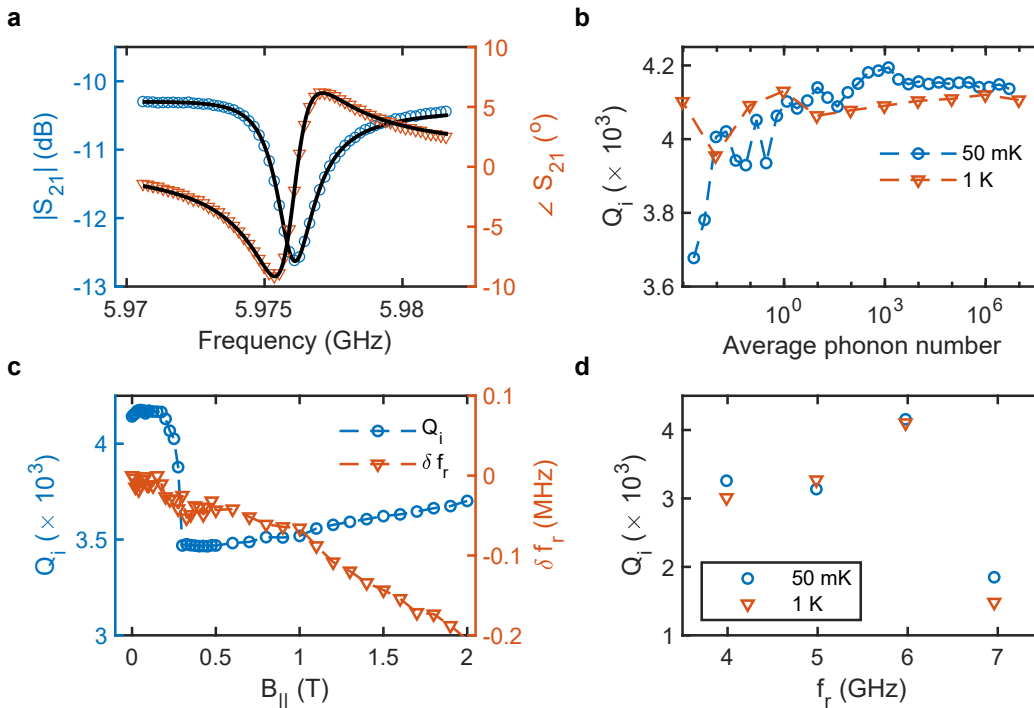 a
|S21| (dB)
-10
-11
-12
-13
10
5
0
-5
-10
∠ S21 (o)
5.97
5.975
5.98
Frequency (GHz)
b
Qi (× 10^3)
4.2
4
3.8
3.6
50 mK
1 K
10^0
10^3
10^6
Average phonon number
c
Qi (× 10^3)
4
3.5
3
Qi
δ fr
0.1
0
-0.1
-0.2
δ fr (MHz)
0
0.5
1
1.5
2
B|| (T)
d
Qi (× 10^3)
4
3
2
1
50 mK
1 K
4
5
6
7
fr (GHz)